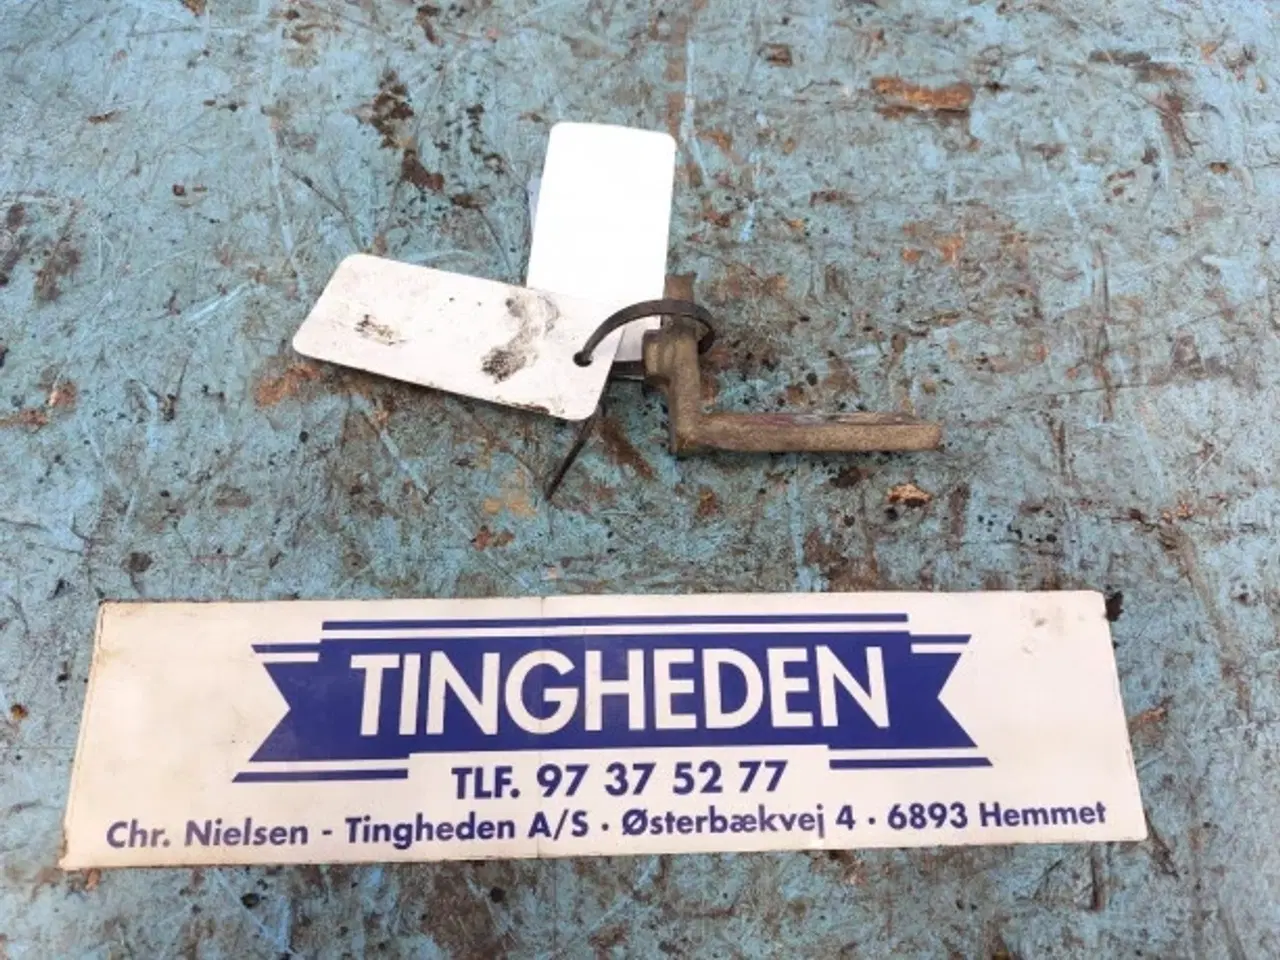 TINGHEDEN
TLF. 97 37 52 77
Chr. Nielsen - Tingheden A/S · Østerbækvej 4 · 6893 Hemmet